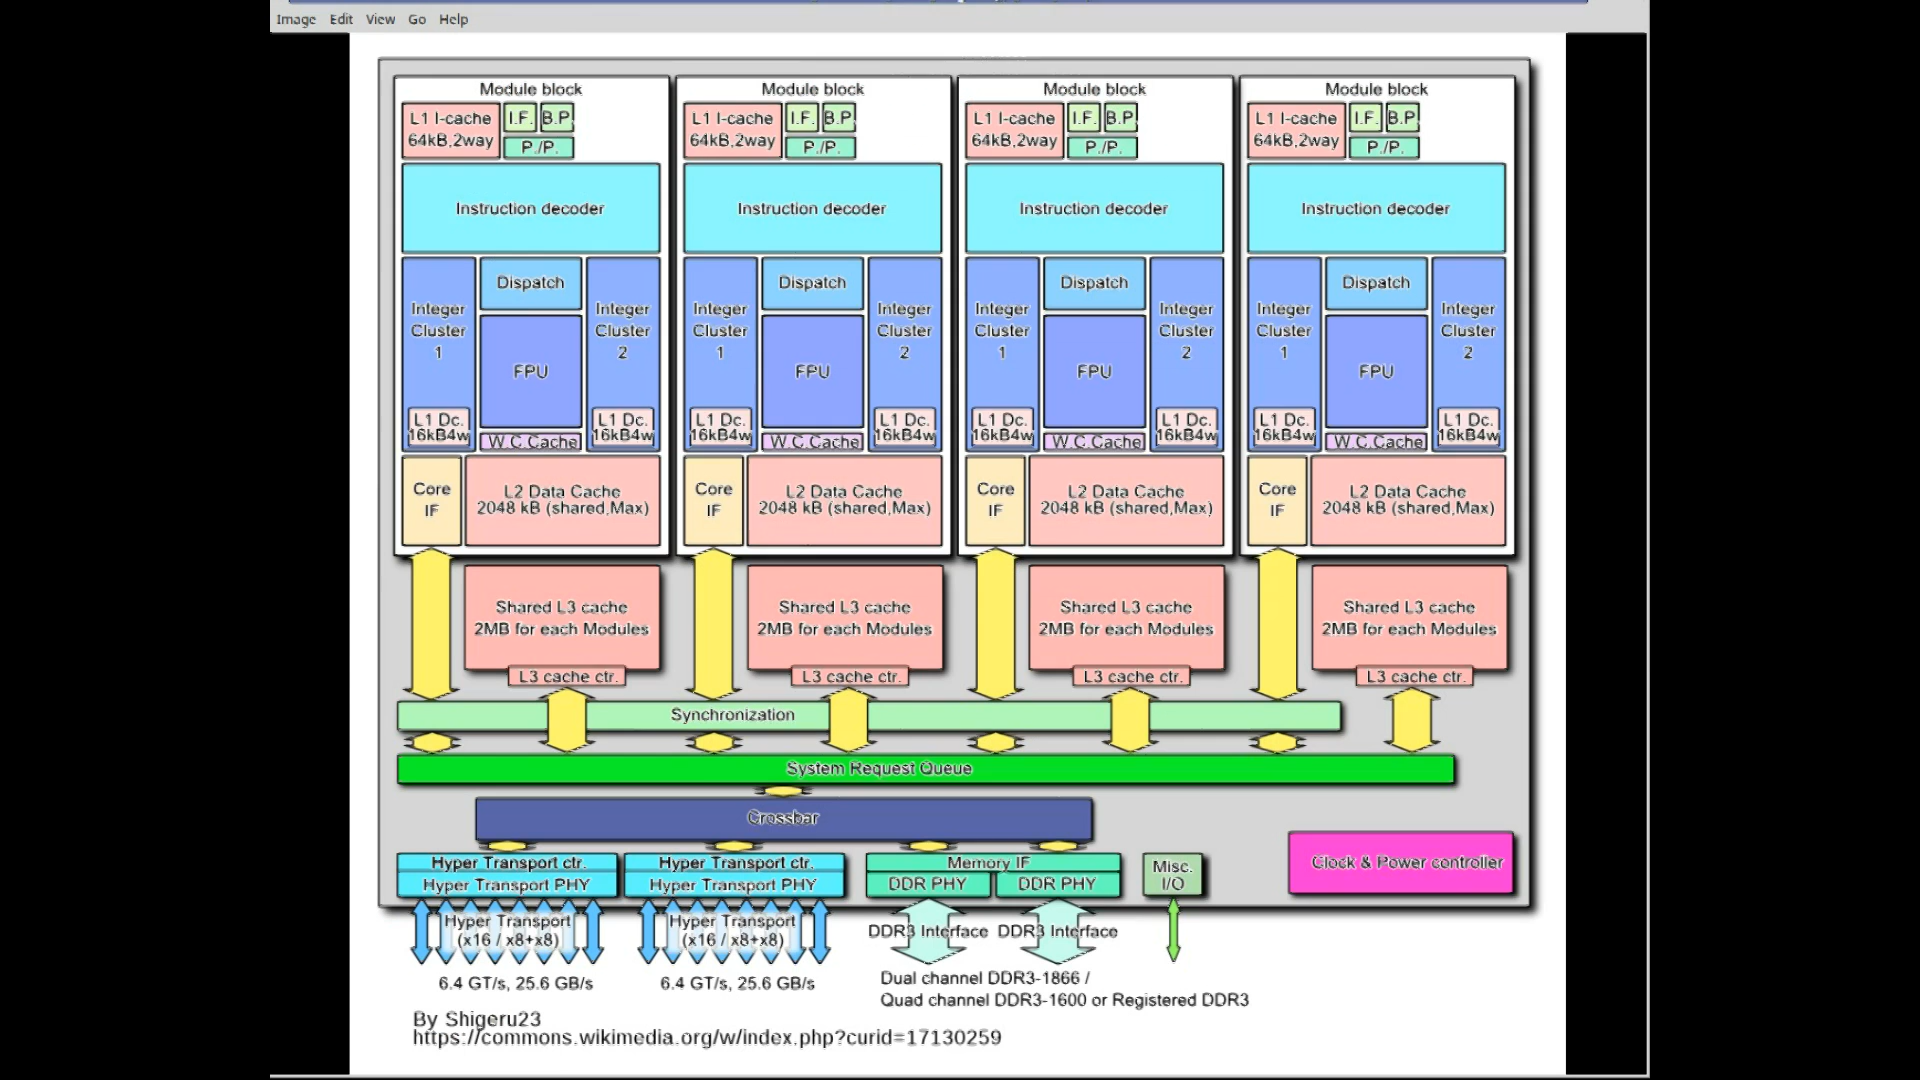 Image Edit View Go Help
Module block Module block Module block Module block
L1 I-cache I.F. B.P. L1 I-cache I.F. B.P. L1 I-cache I.F. B.P. L1 I-cache I.F. B.P.
64kB,2way P./P. 64kB,2way P./P. 64kB,2way P./P. 64kB,2way P./P.
Instruction decoder Instruction decoder Instruction decoder Instruction decoder
Dispatch Dispatch Dispatch Dispatch
Integer Integer Integer Integer Integer Integer Integer Integer
Cluster Cluster Cluster Cluster Cluster Cluster Cluster Cluster
1 2 1 2 1 2 1 2
FPU FPU FPU FPU
L1 Dc. L1 Dc. L1 Dc. L1 Dc. L1 Dc. L1 Dc. L1 Dc. L1 Dc.
16kB4w W.C.Cache 16kB4w 16kB4w W.C.Cache 16kB4w 16kB4w W.C.Cache 16kB4w 16kB4w W.C.Cache 16kB4w
Core L2 Data Cache Core L2 Data Cache Core L2 Data Cache Core L2 Data Cache
IF 2048 kB (shared,Max) IF 2048 kB (shared,Max) IF 2048 kB (shared,Max) IF 2048 kB (shared,Max)
Shared L3 cache Shared L3 cache Shared L3 cache Shared L3 cache
2MB for each Modules 2MB for each Modules 2MB for each Modules 2MB for each Modules
L3 cache ctr. L3 cache ctr. L3 cache ctr. L3 cache ctr.
Synchronization
System Request Queue
Crossbar
Hyper Transport ctr. Hyper Transport ctr. Memory IF Misc. Clock & Power controller
Hyper Transport PHY Hyper Transport PHY DDR PHY DDR PHY I/O
Hyper Transport Hyper Transport DDR3 Interface DDR3 Interface
(x16 / x8+x8) (x16 / x8+x8)
6.4 GT/s, 25.6 GB/s 6.4 GT/s, 25.6 GB/s Dual channel DDR3-1866 /
Quad channel DDR3-1600 or Registered DDR3
By Shigeru23
https://commons.wikimedia.org/w/index.php?curid=17130259